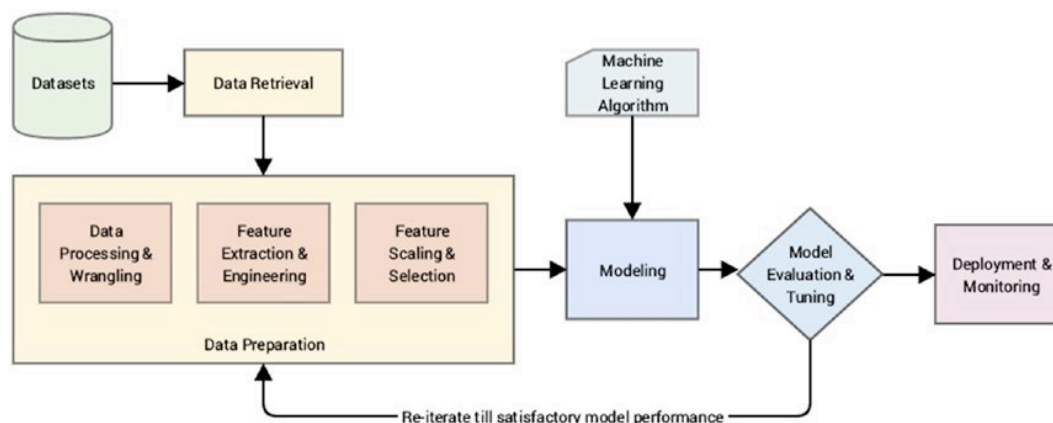 Datasets
Data Retrieval
Machine
Learning
Algorithm
Data
Processing &
Wrangling
Feature
Extraction &
Engineering
Feature
Scaling &
Selection
Data Preparation
Modeling
Model
Evaluation &
Tuning
Deployment &
Monitoring
Re-iterate till satisfactory model performance